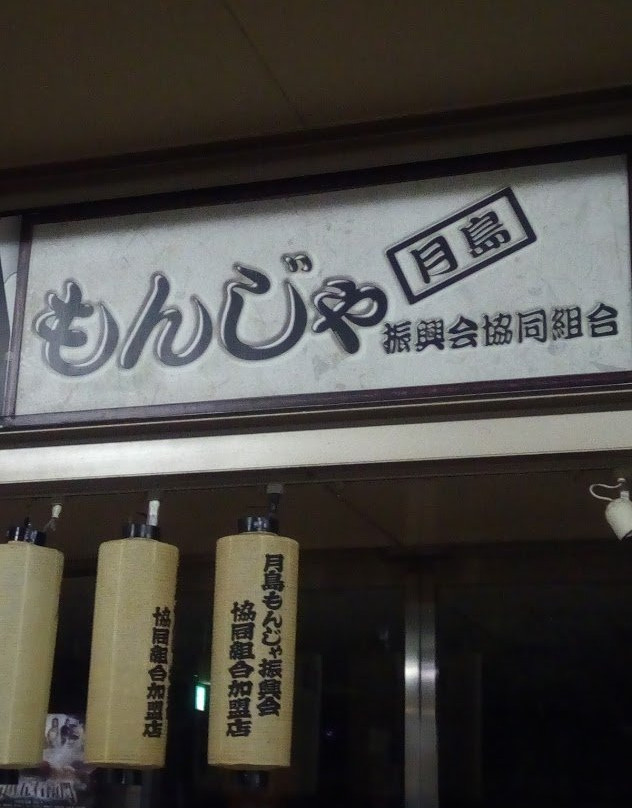 月島
もんじゃ
振興会協同組合
協同組合加盟店
月島もんじゃ振興会
協同組合加盟店